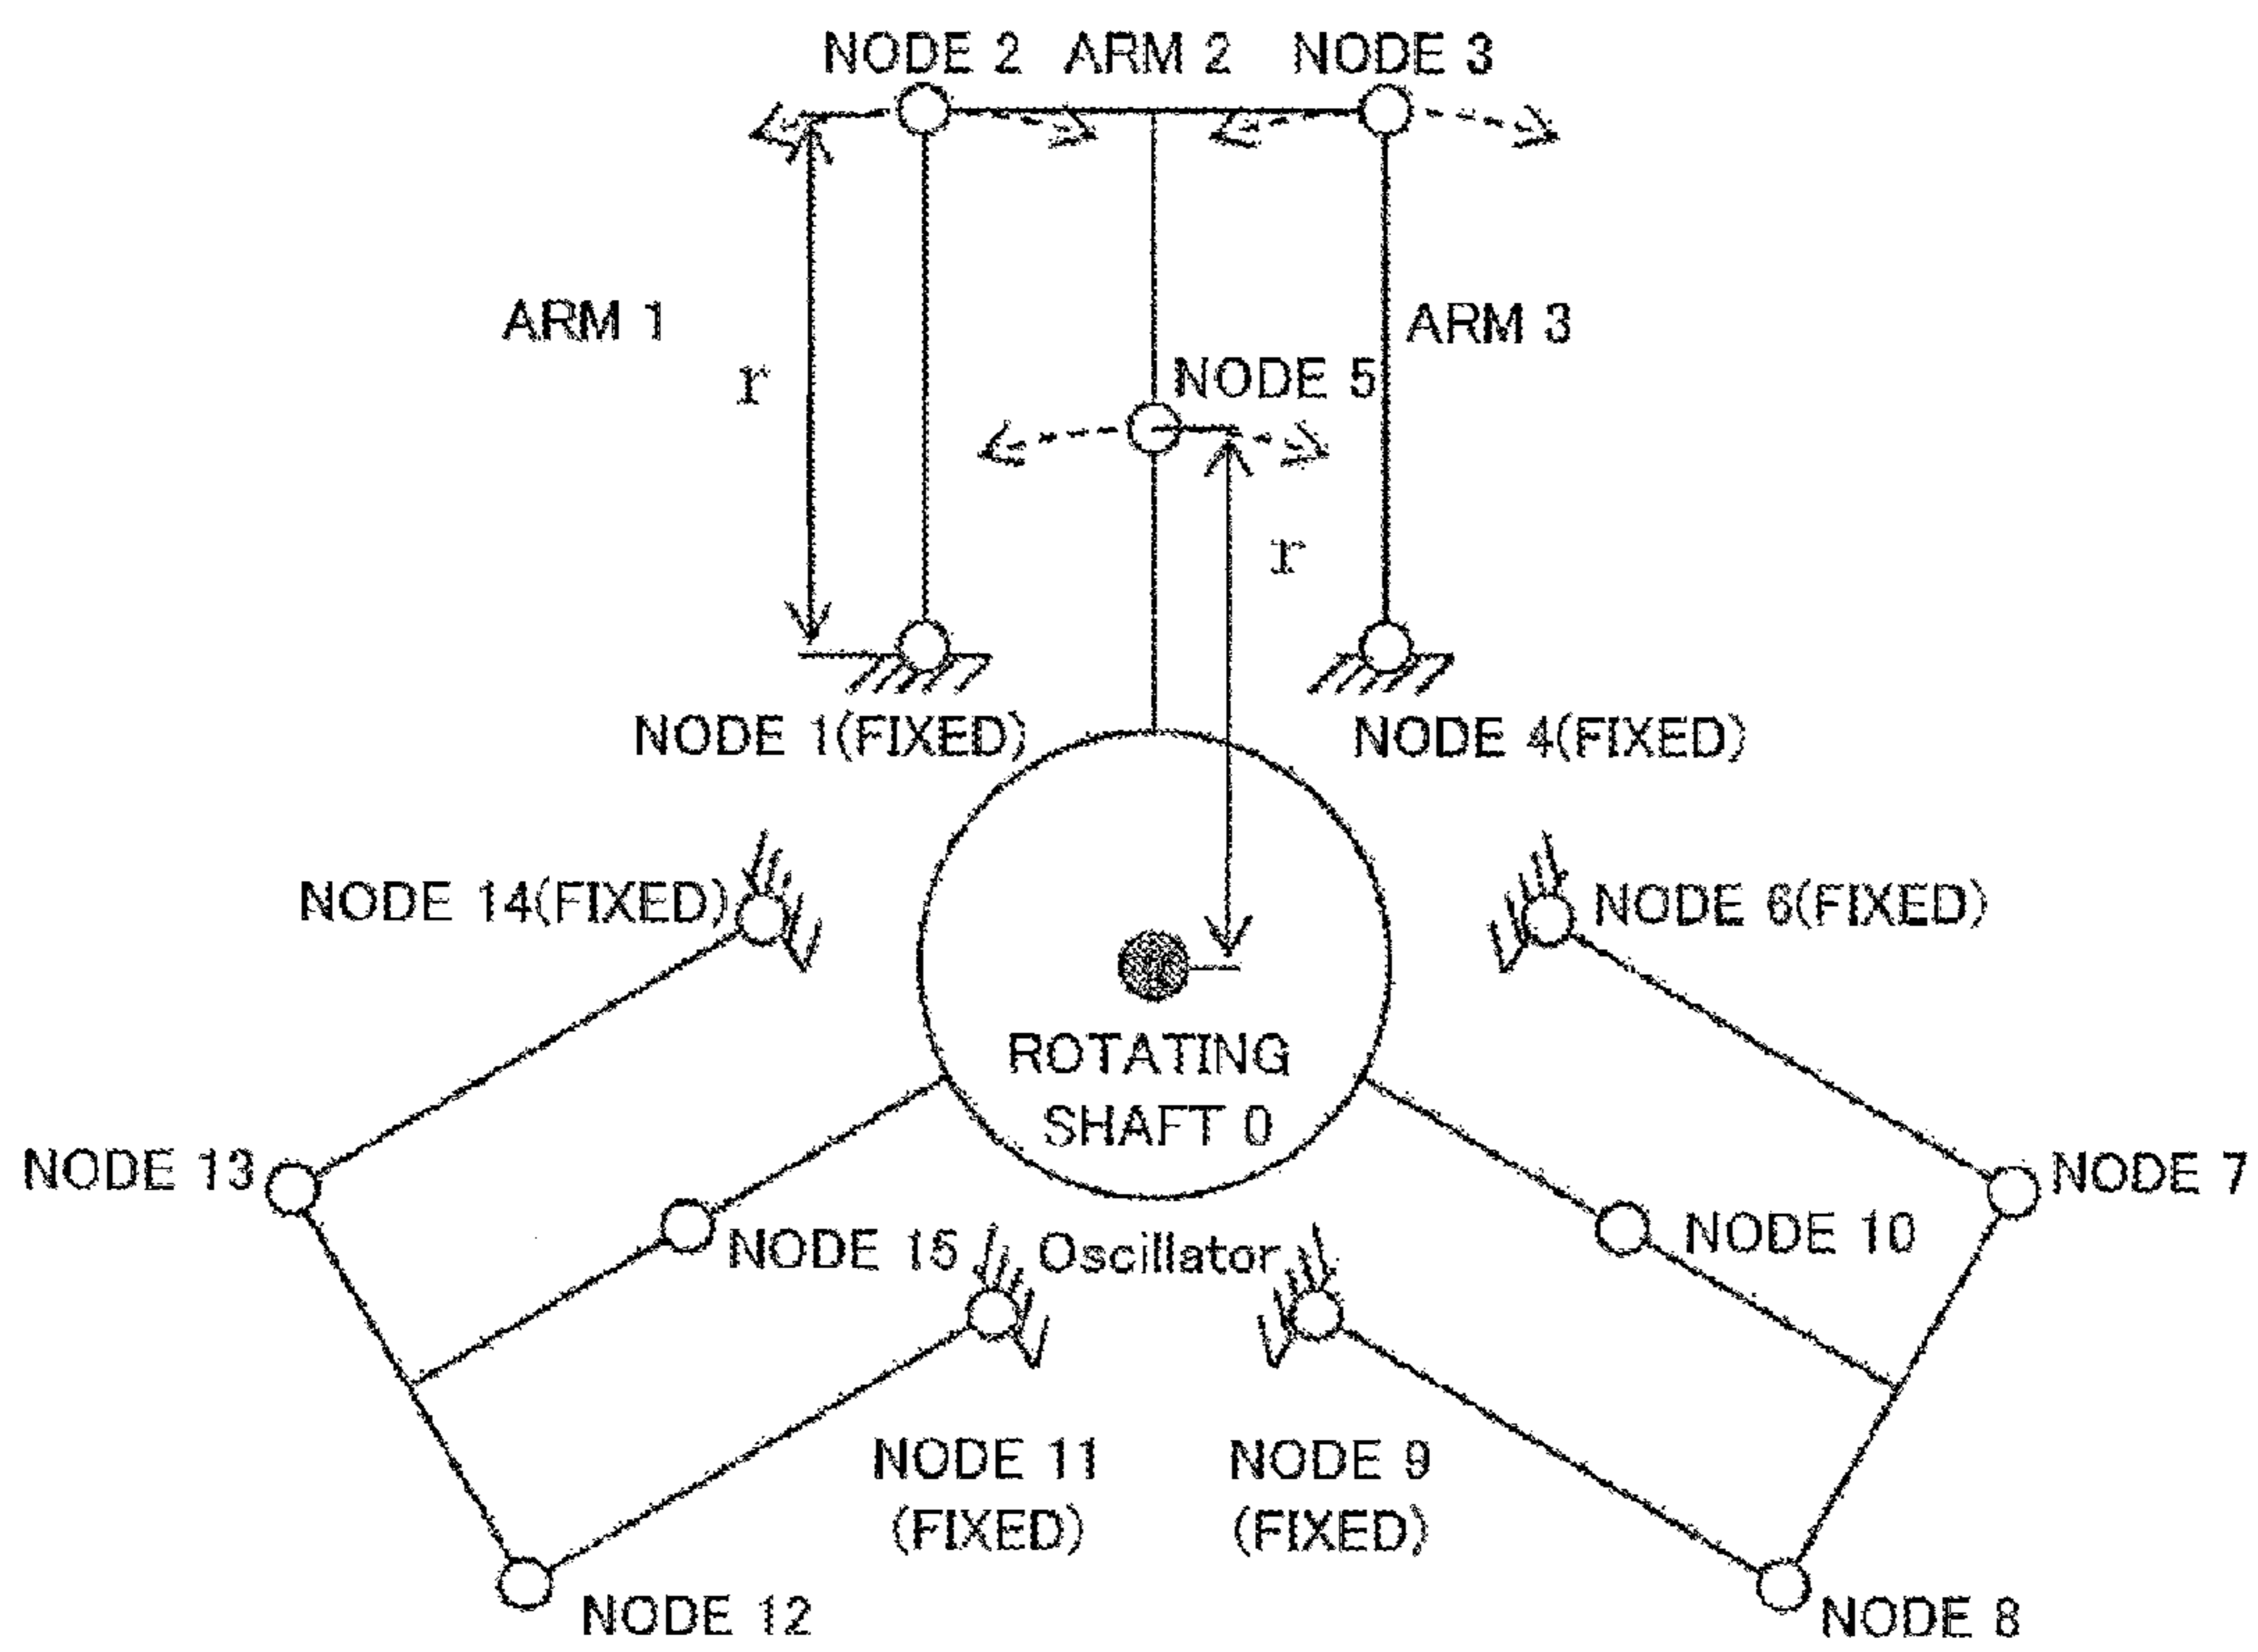 NODE 2 ARM 2 NODE 3
ARM 1
ARM 3
r
NODE 5
r
NODE 1(FIXED)
NODE 4(FIXED)
NODE 14(FIXED)
NODE 6(FIXED)
ROTATING
SHAFT 0
NODE 13
NODE 7
NODE 15
Oscillator
NODE 10
NODE 11
(FIXED)
NODE 9
(FIXED)
NODE 12
NODE 8